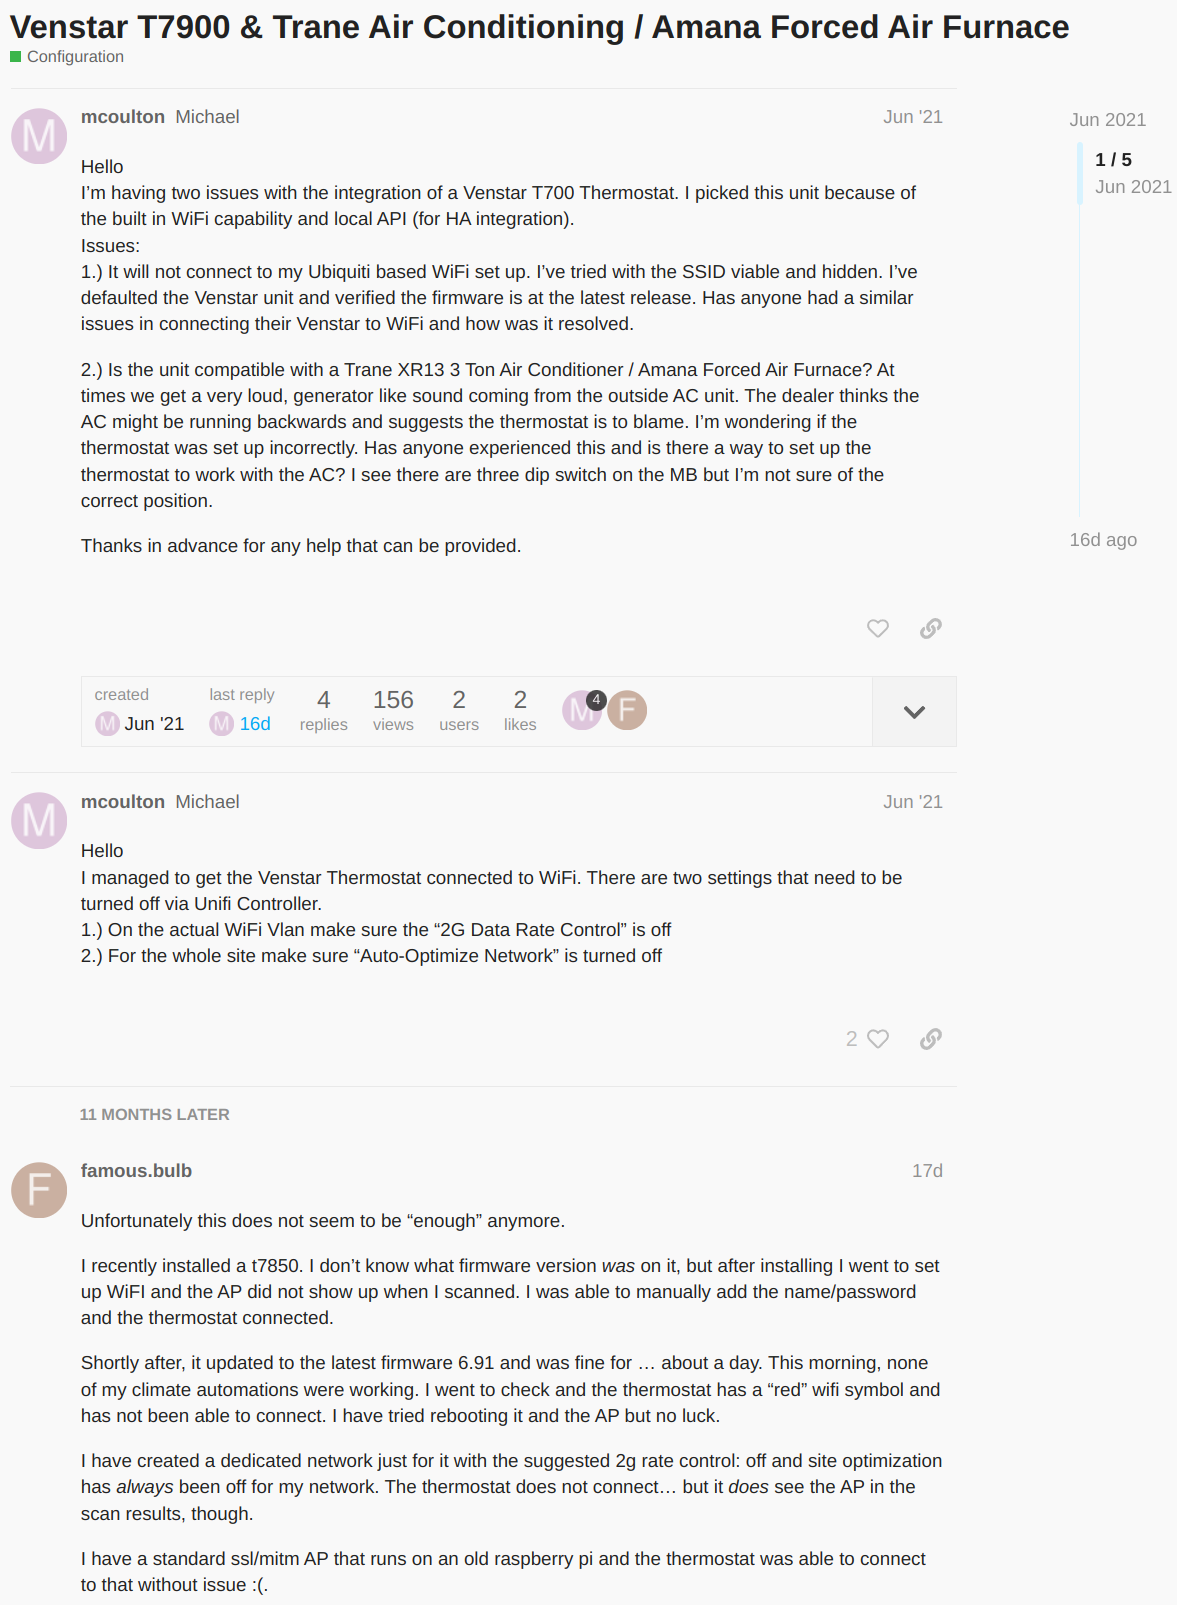 Venstar T7900 & Trane Air Conditioning / Amana Forced Air Furnace
Configuration
M
mcoulton Michael
Jun '21
Jun 2021
1 / 5
Jun 2021
16d ago
Hello
I’m having two issues with the integration of a Venstar T700 Thermostat. I picked this unit because of
the built in WiFi capability and local API (for HA integration).
Issues:
1.) It will not connect to my Ubiquiti based WiFi set up. I’ve tried with the SSID viable and hidden. I’ve
defaulted the Venstar unit and verified the firmware is at the latest release. Has anyone had a similar
issues in connecting their Venstar to WiFi and how was it resolved.
2.) Is the unit compatible with a Trane XR13 3 Ton Air Conditioner / Amana Forced Air Furnace? At
times we get a very loud, generator like sound coming from the outside AC unit. The dealer thinks the
AC might be running backwards and suggests the thermostat is to blame. I’m wondering if the
thermostat was set up incorrectly. Has anyone experienced this and is there a way to set up the
thermostat to work with the AC? I see there are three dip switch on the MB but I’m not sure of the
correct position.
Thanks in advance for any help that can be provided.
created
M Jun '21
last reply
M 16d
4
replies
156
views
2
users
2
likes
M 4
F
M
mcoulton Michael
Jun '21
Hello
I managed to get the Venstar Thermostat connected to WiFi. There are two settings that need to be
turned off via Unifi Controller.
1.) On the actual WiFi Vlan make sure the “2G Data Rate Control” is off
2.) For the whole site make sure “Auto-Optimize Network” is turned off
2
11 MONTHS LATER
F
famous.bulb
17d
Unfortunately this does not seem to be “enough” anymore.
I recently installed a t7850. I don’t know what firmware version was on it, but after installing I went to set
up WiFI and the AP did not show up when I scanned. I was able to manually add the name/password
and the thermostat connected.
Shortly after, it updated to the latest firmware 6.91 and was fine for … about a day. This morning, none
of my climate automations were working. I went to check and the thermostat has a “red” wifi symbol and
has not been able to connect. I have tried rebooting it and the AP but no luck.
I have created a dedicated network just for it with the suggested 2g rate control: off and site optimization
has always been off for my network. The thermostat does not connect… but it does see the AP in the
scan results, though.
I have a standard ssl/mitm AP that runs on an old raspberry pi and the thermostat was able to connect
to that without issue :(.